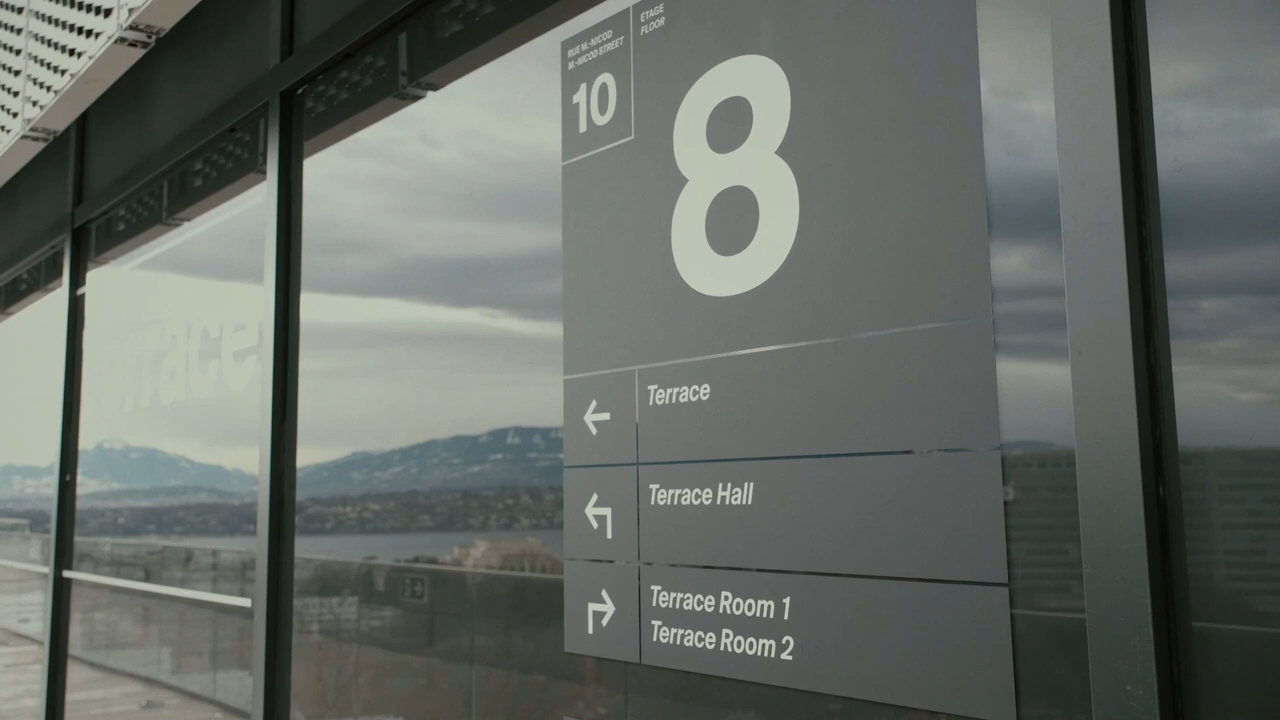 RUE M.-NICOD
M.-NICOD STREET
10
ÉTAGE
FLOOR
8
Terrace
Terrace Hall
Terrace Room 1
Terrace Room 2